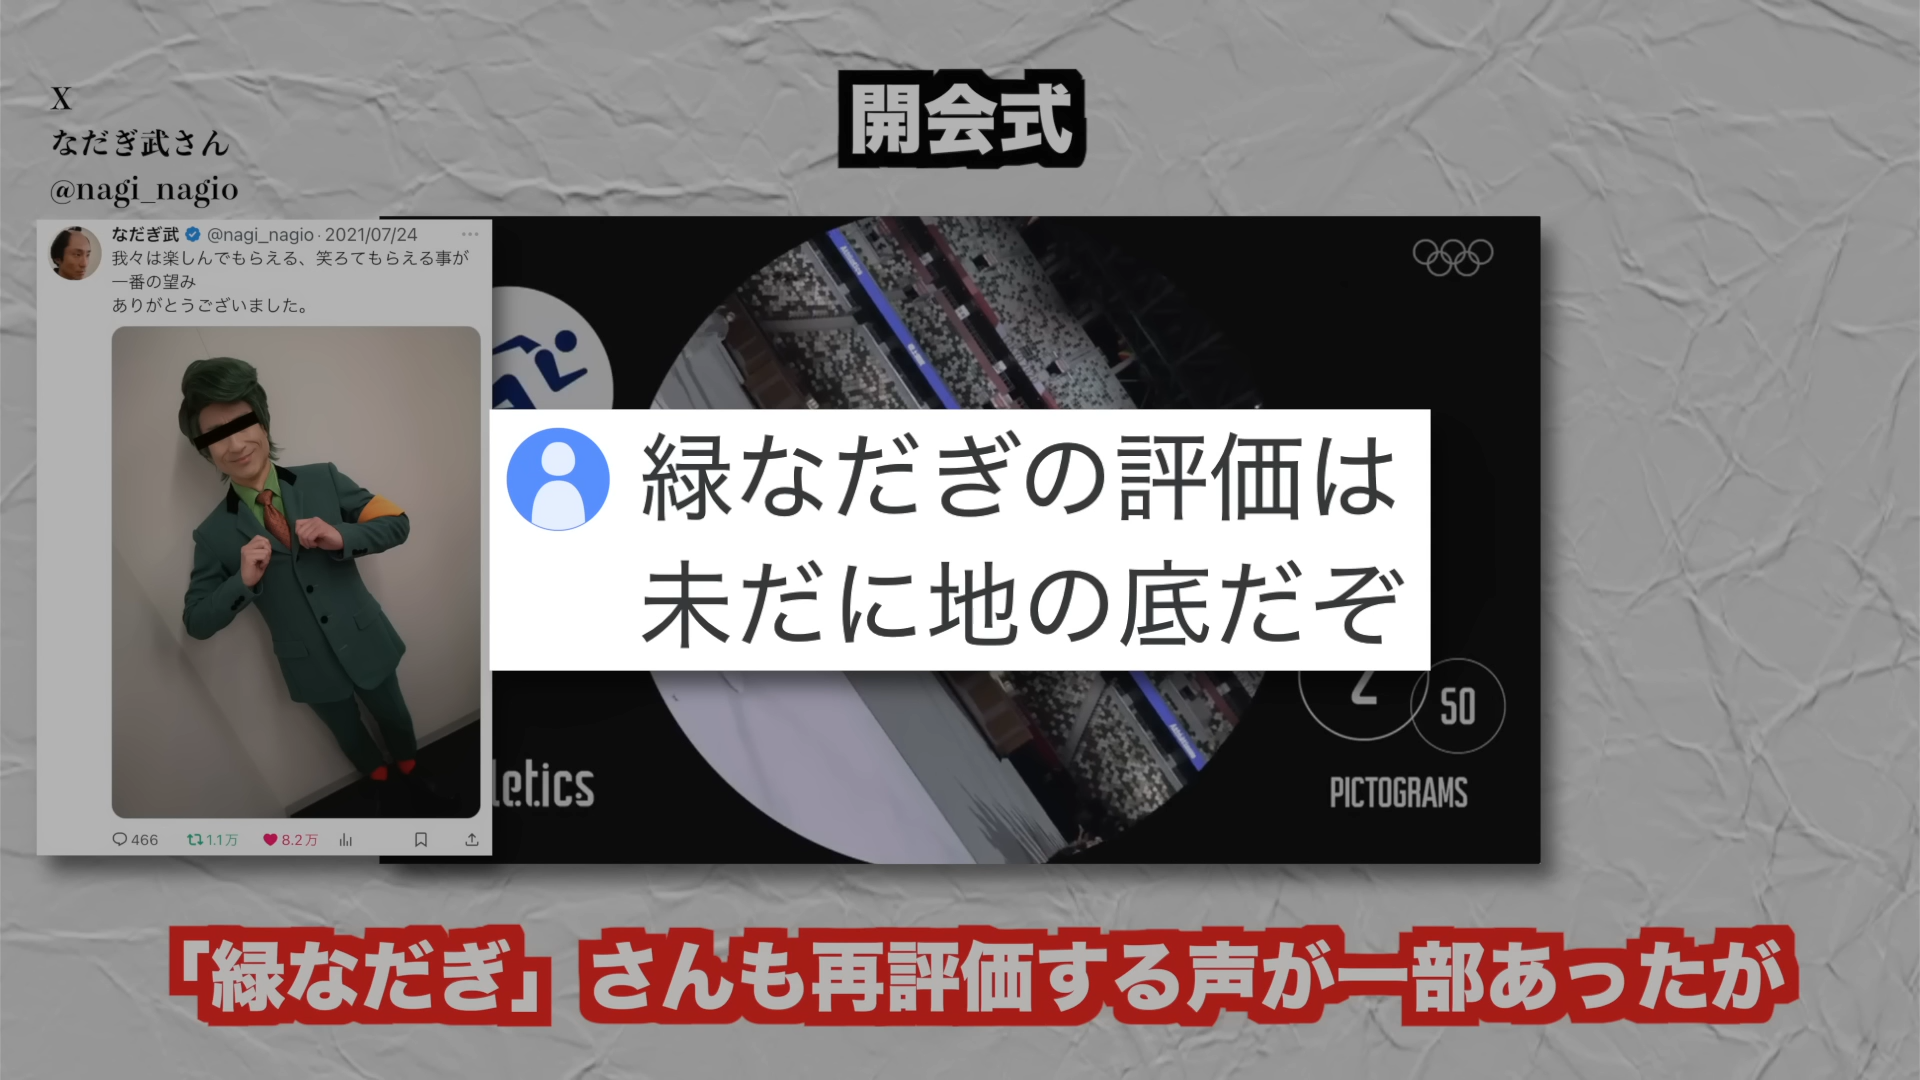 開会式
X
なだぎ武さん
@nagi_nagio
なだぎ武 @nagi_nagio · 2021/07/24
我々は楽しんでもらえる、笑ろてもらえる事が
一番の望み
ありがとうございました。
466 1.1万 8.2万
緑なだぎの評価は
未だに地の底だぞ
letics
50
PICTOGRAMS
「緑なだぎ」さんも再評価する声が一部あったが